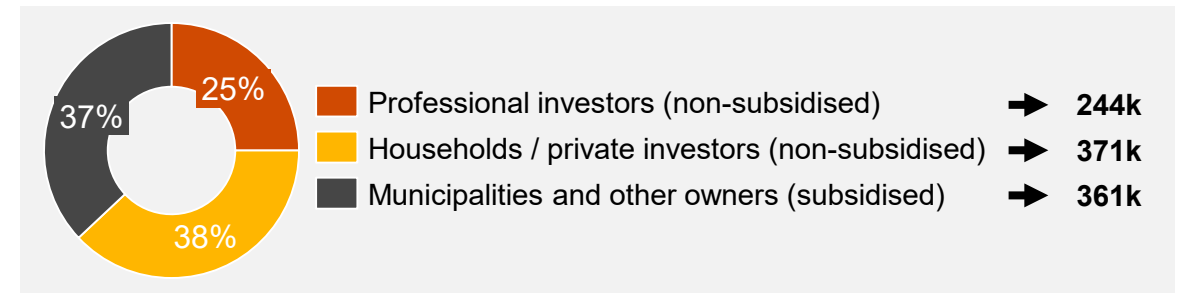 25%
37%
38%
Professional investors (non-subsidised) 244k
Households / private investors (non-subsidised) 371k
Municipalities and other owners (subsidised) 361k